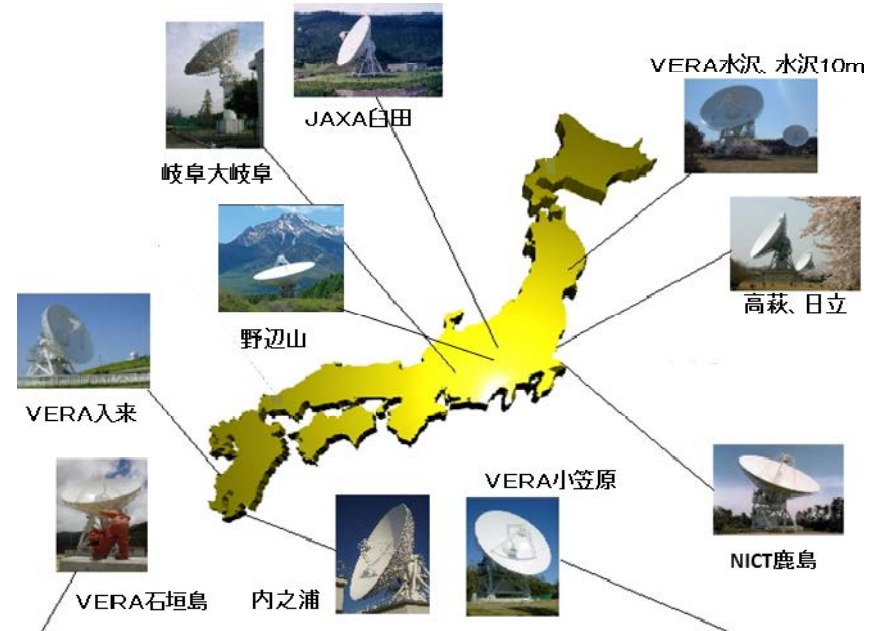 VERA水沢、水沢10m
JAXA臼田
岐阜大岐阜
高萩、日立
野辺山
VERA入来
VERA小笠原
NICT鹿島
VERA石垣島
内之浦